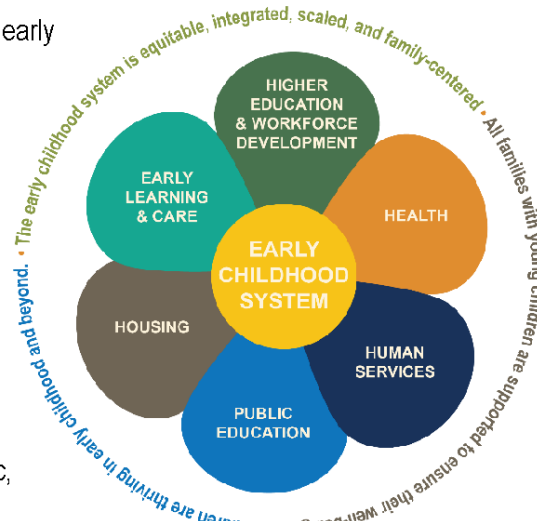 early
The early childhood system is equitable, integrated, scaled, and family-centered •
All families with young children are supported to ensure their well-
are thriving in early childhood and beyond. •
HIGHER
EDUCATION
& WORKFORCE
DEVELOPMENT
HEALTH
HUMAN
SERVICES
PUBLIC
EDUCATION
HOUSING
EARLY
LEARNING
& CARE
EARLY
CHILDHOOD
SYSTEM